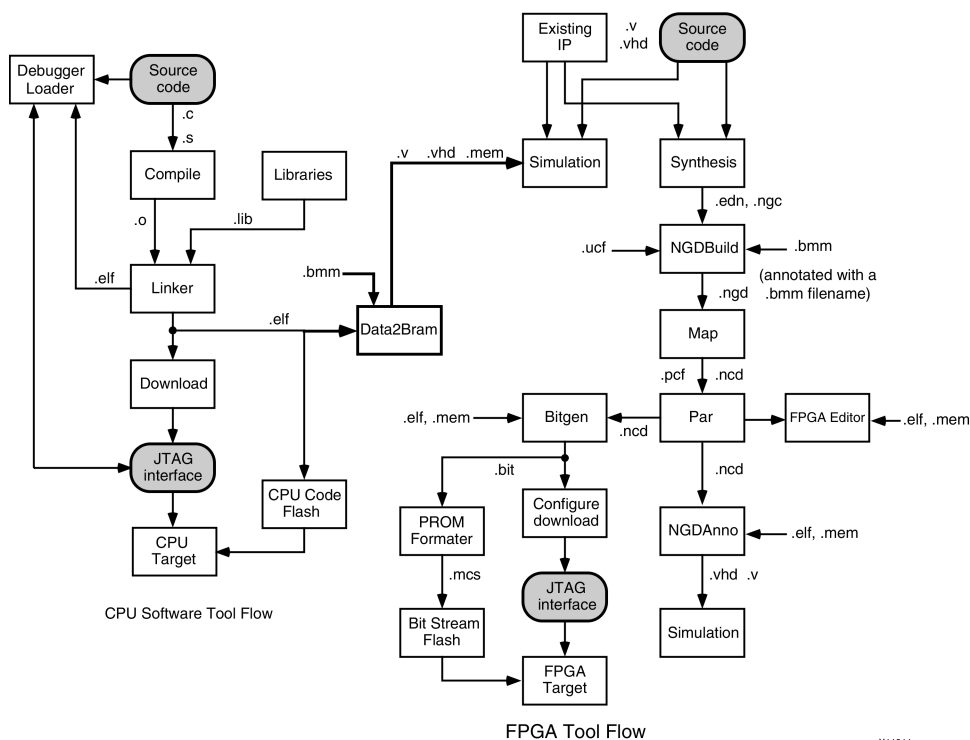 Existing
IP
.v
.vhd
Source
code
Debugger
Loader
Source
code
.c
.s
Compile
Libraries
.v .vhd .mem
Simulation
Synthesis
.o
.lib
.edn, .ngc
.elf
Linker
.bmm
.ucf
NGDBuild
.bmm
(annotated with a
.bmm filename)
.elf
Data2Bram
.ngd
Map
Download
.pcf .ncd
.elf, .mem
Bitgen
.ncd
Par
FPGA Editor
.elf, .mem
JTAG
interface
.bit
.ncd
CPU Code
Flash
Configure
download
PROM
Formater
NGDAnno
.elf, .mem
CPU
Target
.mcs
JTAG
interface
.vhd .v
CPU Software Tool Flow
Bit Stream
Flash
Simulation
FPGA
Target
FPGA Tool Flow